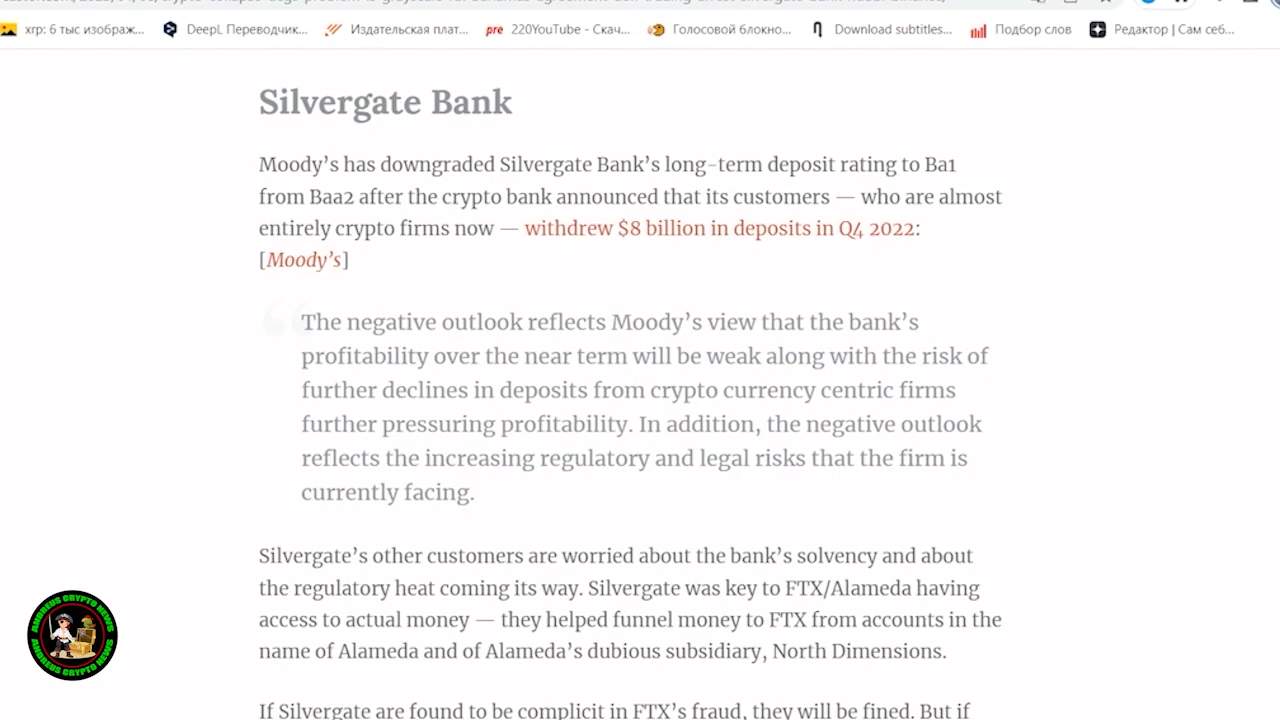 xrp: 6 тыс изображ...
DeepL Переводчик...
Издательская плат...
pre 220YouTube - Скач...
Голосовой блокно...
Download subtitles...
Подбор слов
Редактор | Сам себ...
Silvergate Bank
Moody’s has downgraded Silvergate Bank’s long-term deposit rating to Ba1
from Baa2 after the crypto bank announced that its customers — who are almost
entirely crypto firms now — withdrew $8 billion in deposits in Q4 2022:
[Moody’s]
“
The negative outlook reflects Moody’s view that the bank’s
profitability over the near term will be weak along with the risk of
further declines in deposits from crypto currency centric firms
further pressuring profitability. In addition, the negative outlook
reflects the increasing regulatory and legal risks that the firm is
currently facing.
Silvergate’s other customers are worried about the bank’s solvency and about
the regulatory heat coming its way. Silvergate was key to FTX/Alameda having
access to actual money — they helped funnel money to FTX from accounts in the
name of Alameda and of Alameda’s dubious subsidiary, North Dimensions.
If Silvergate are found to be complicit in FTX’s fraud, they will be fined. But if
ANDREUS CRYPTO NEWS
ANDREUS CRYPTO NEWS